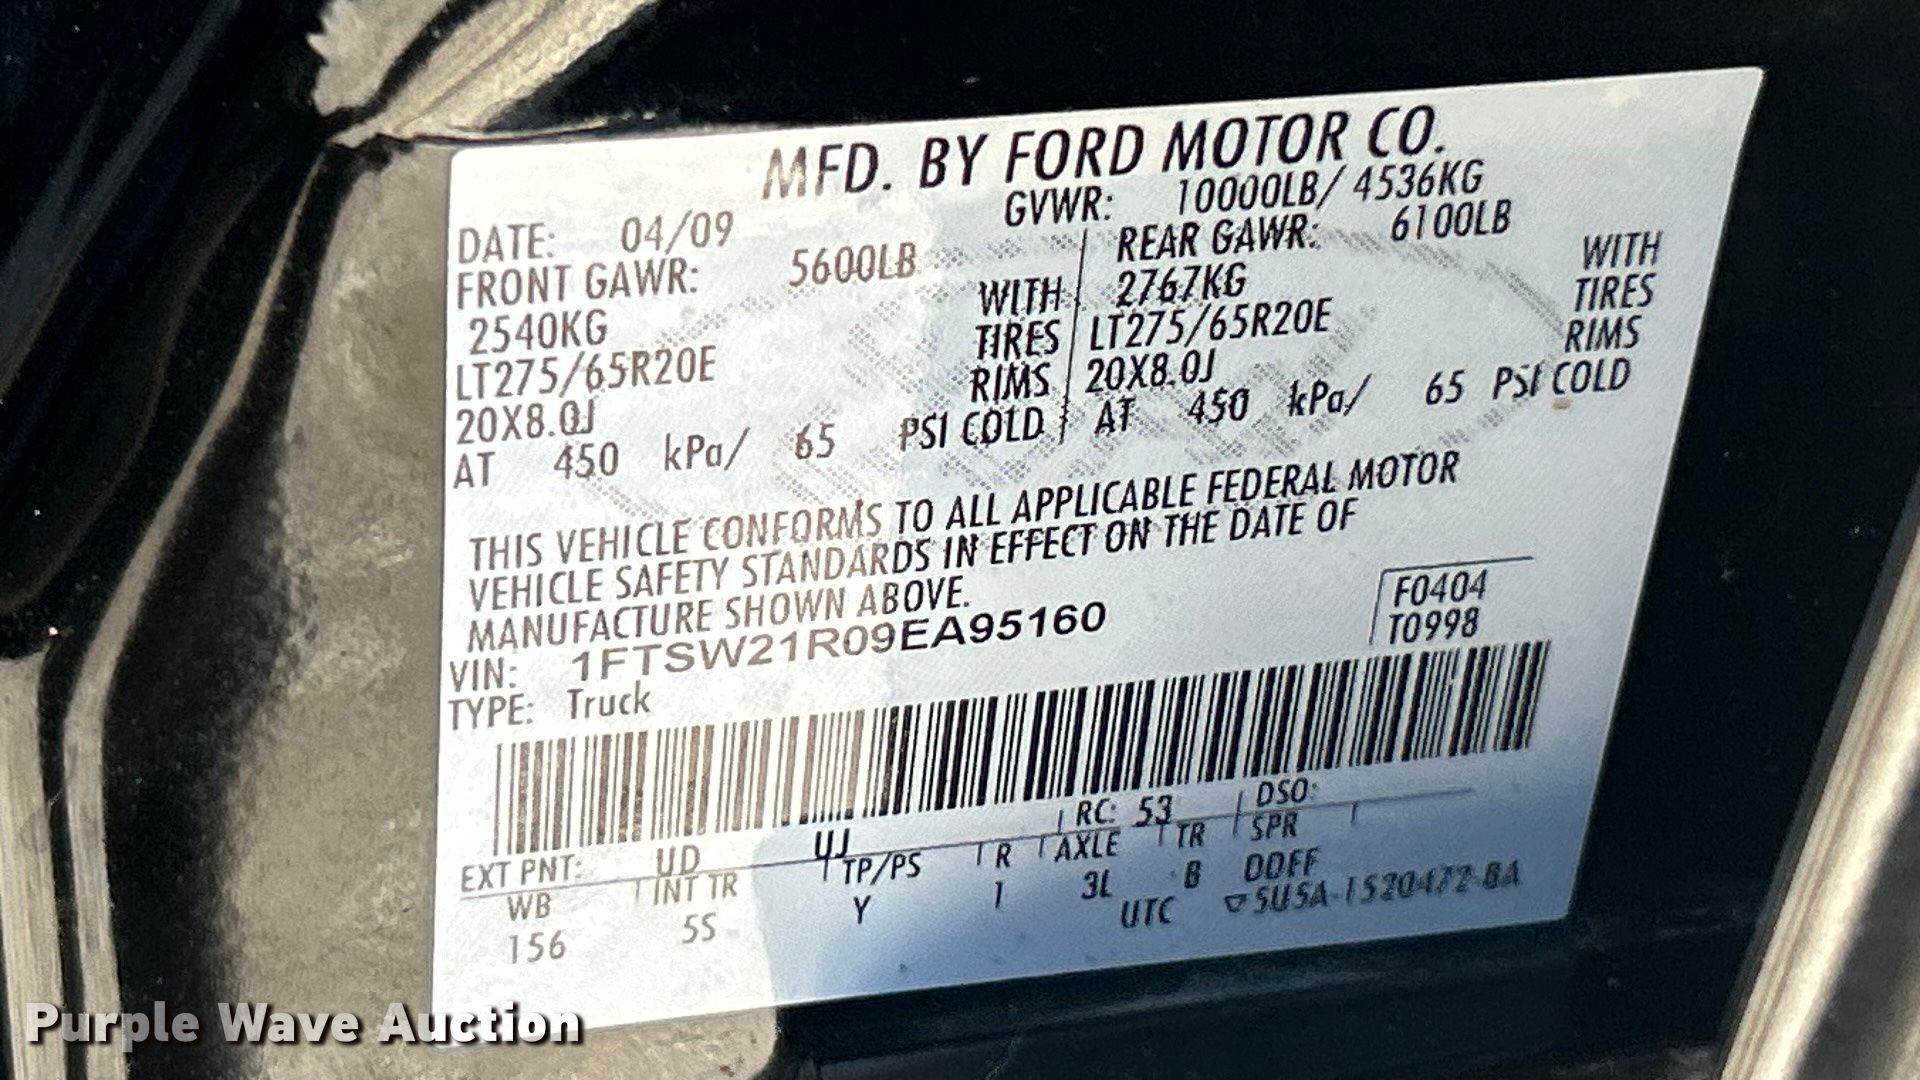 MFD. BY FORD MOTOR CO.
DATE: 04/09 GVWR: 10000LB/ 4536KG
FRONT GAWR: 5600LB REAR GAWR: 6100LB
2540KG WITH 2767KG WITH
LT275/65R20E TIRES LT275/65R20E TIRES
20X8.0J RIMS 20X8.0J RIMS
AT 450 kPa/ 65 PSI COLD AT 450 kPa/ 65 PSI COLD
THIS VEHICLE CONFORMS TO ALL APPLICABLE FEDERAL MOTOR
VEHICLE SAFETY STANDARDS IN EFFECT ON THE DATE OF
MANUFACTURE SHOWN ABOVE.
VIN: 1FTSW21R09EA95160
F0404
T0998
TYPE: Truck
EXT PNT: UD UJ RC: 53 DSO:
WB INT TR TP/PS R AXLE TR SPR
156 5S Y 1 3L B DDFF
UTC ▽5U5A-1520472-BA
Purple Wave Auction